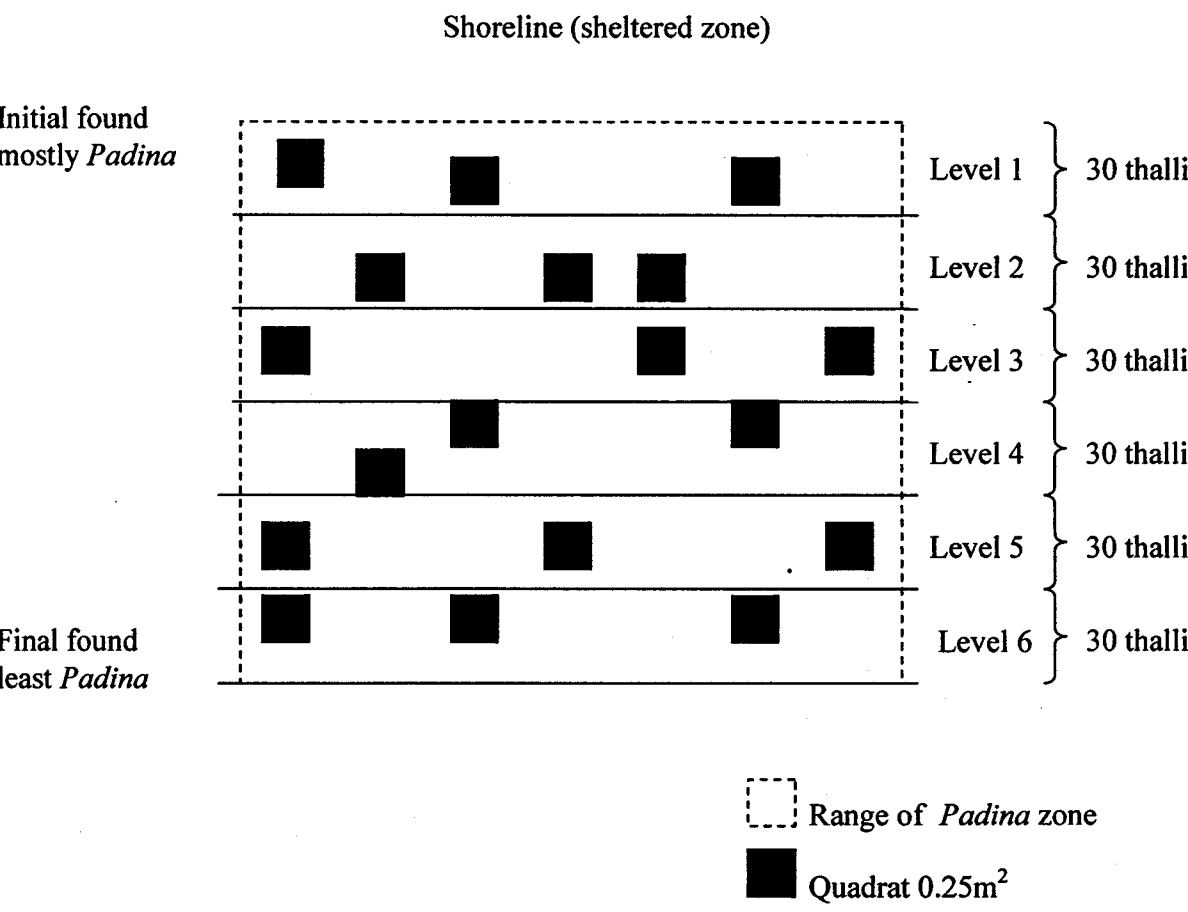 Shoreline (sheltered zone)
Initial found
mostly Padina
Level 1 30 thalli
Level 2 30 thalli
Level 3 30 thalli
Level 4 30 thalli
Level 5 30 thalli
Final found
least Padina
Level 6 30 thalli
Range of Padina zone
Quadrat 0.25m²